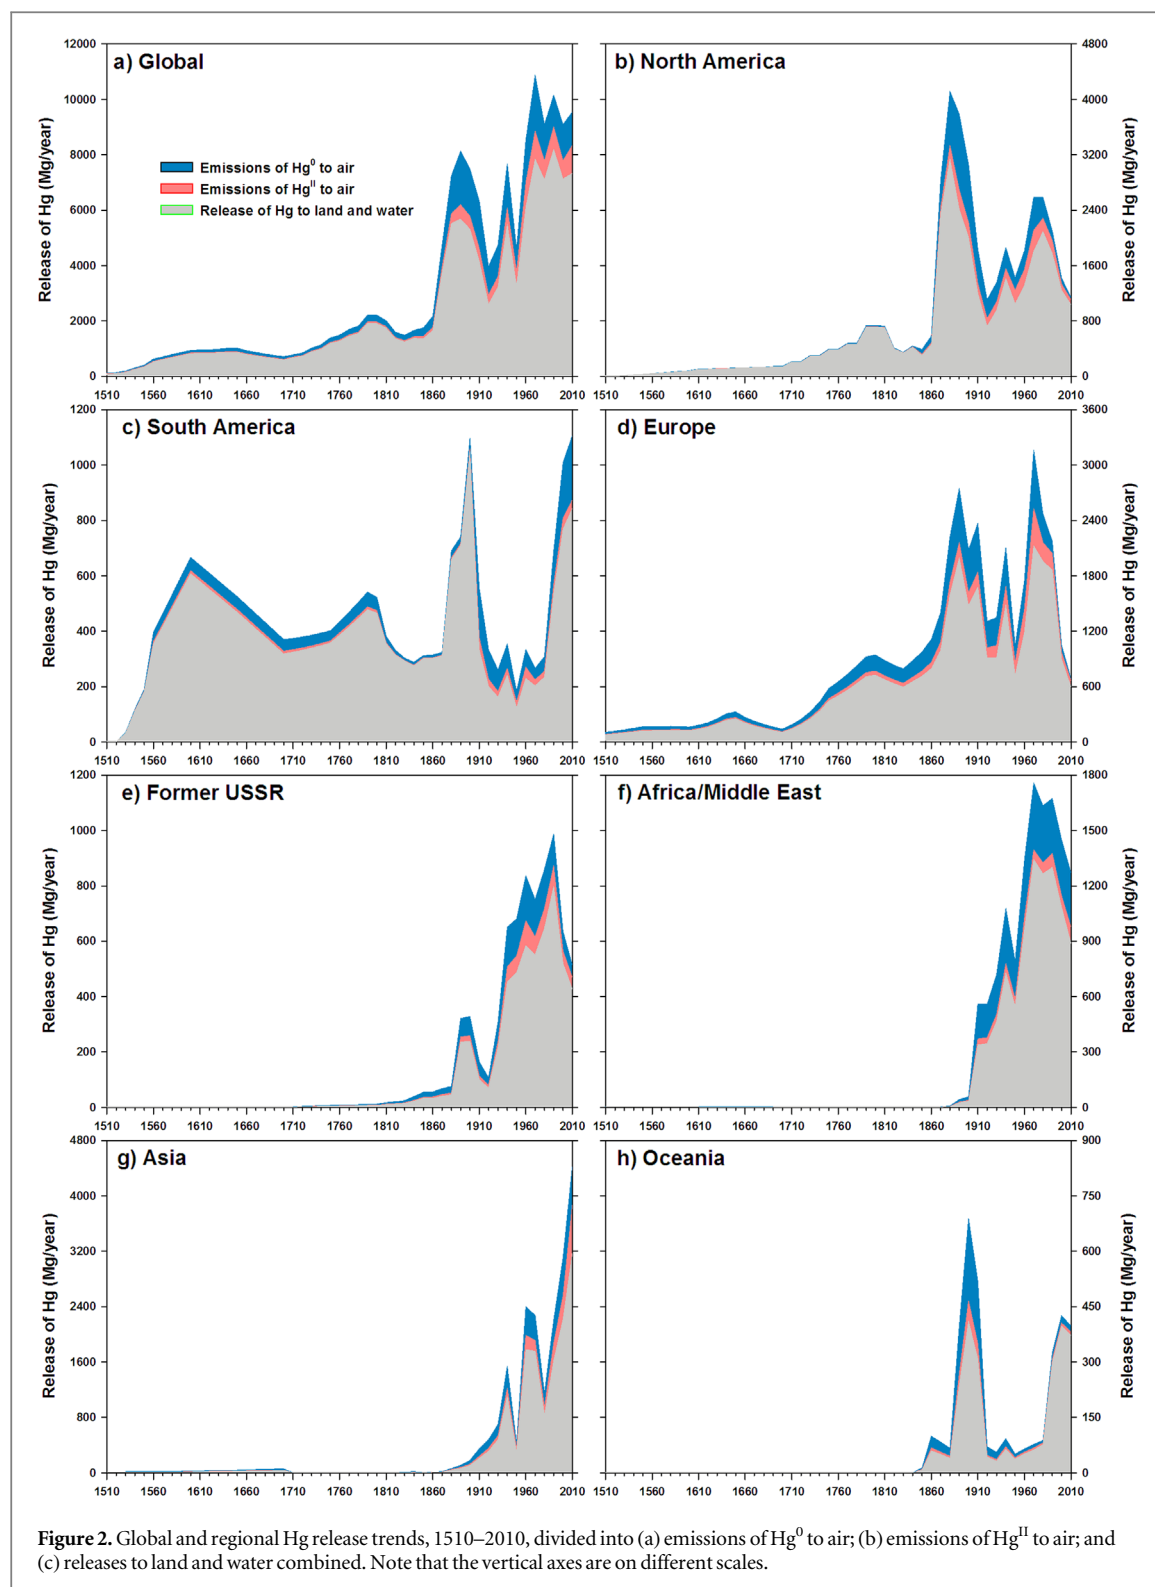 a) Global
12000
10000
8000
6000
4000
2000
0
Release of Hg (Mg/year)
Emissions of Hg⁰ to air
Emissions of Hgᴵᴵ to air
Release of Hg to land and water
1510 1560 1610 1660 1710 1760 1810 1860 1910 1960 2010
b) North America
4800
4000
3200
2400
1600
800
0
Release of Hg (Mg/year)
1510 1560 1610 1660 1710 1760 1810 1860 1910 1960 2010
c) South America
1200
1000
800
600
400
200
0
Release of Hg (Mg/year)
1510 1560 1610 1660 1710 1760 1810 1860 1910 1960 2010
d) Europe
3600
3000
2400
1800
1200
600
0
Release of Hg (Mg/year)
1510 1560 1610 1660 1710 1760 1810 1860 1910 1960 2010
e) Former USSR
1200
1000
800
600
400
200
0
Release of Hg (Mg/year)
1510 1560 1610 1660 1710 1760 1810 1860 1910 1960 2010
f) Africa/Middle East
1800
1500
1200
900
600
300
0
Release of Hg (Mg/year)
1510 1560 1610 1660 1710 1760 1810 1860 1910 1960 2010
g) Asia
4800
4000
3200
2400
1600
800
0
Release of Hg (Mg/year)
1510 1560 1610 1660 1710 1760 1810 1860 1910 1960 2010
h) Oceania
900
750
600
450
300
150
0
Release of Hg (Mg/year)
1510 1560 1610 1660 1710 1760 1810 1860 1910 1960 2010
Figure 2. Global and regional Hg release trends, 1510–2010, divided into (a) emissions of Hg⁰ to air; (b) emissions of Hgᴵᴵ to air; and
(c) releases to land and water combined. Note that the vertical axes are on different scales.